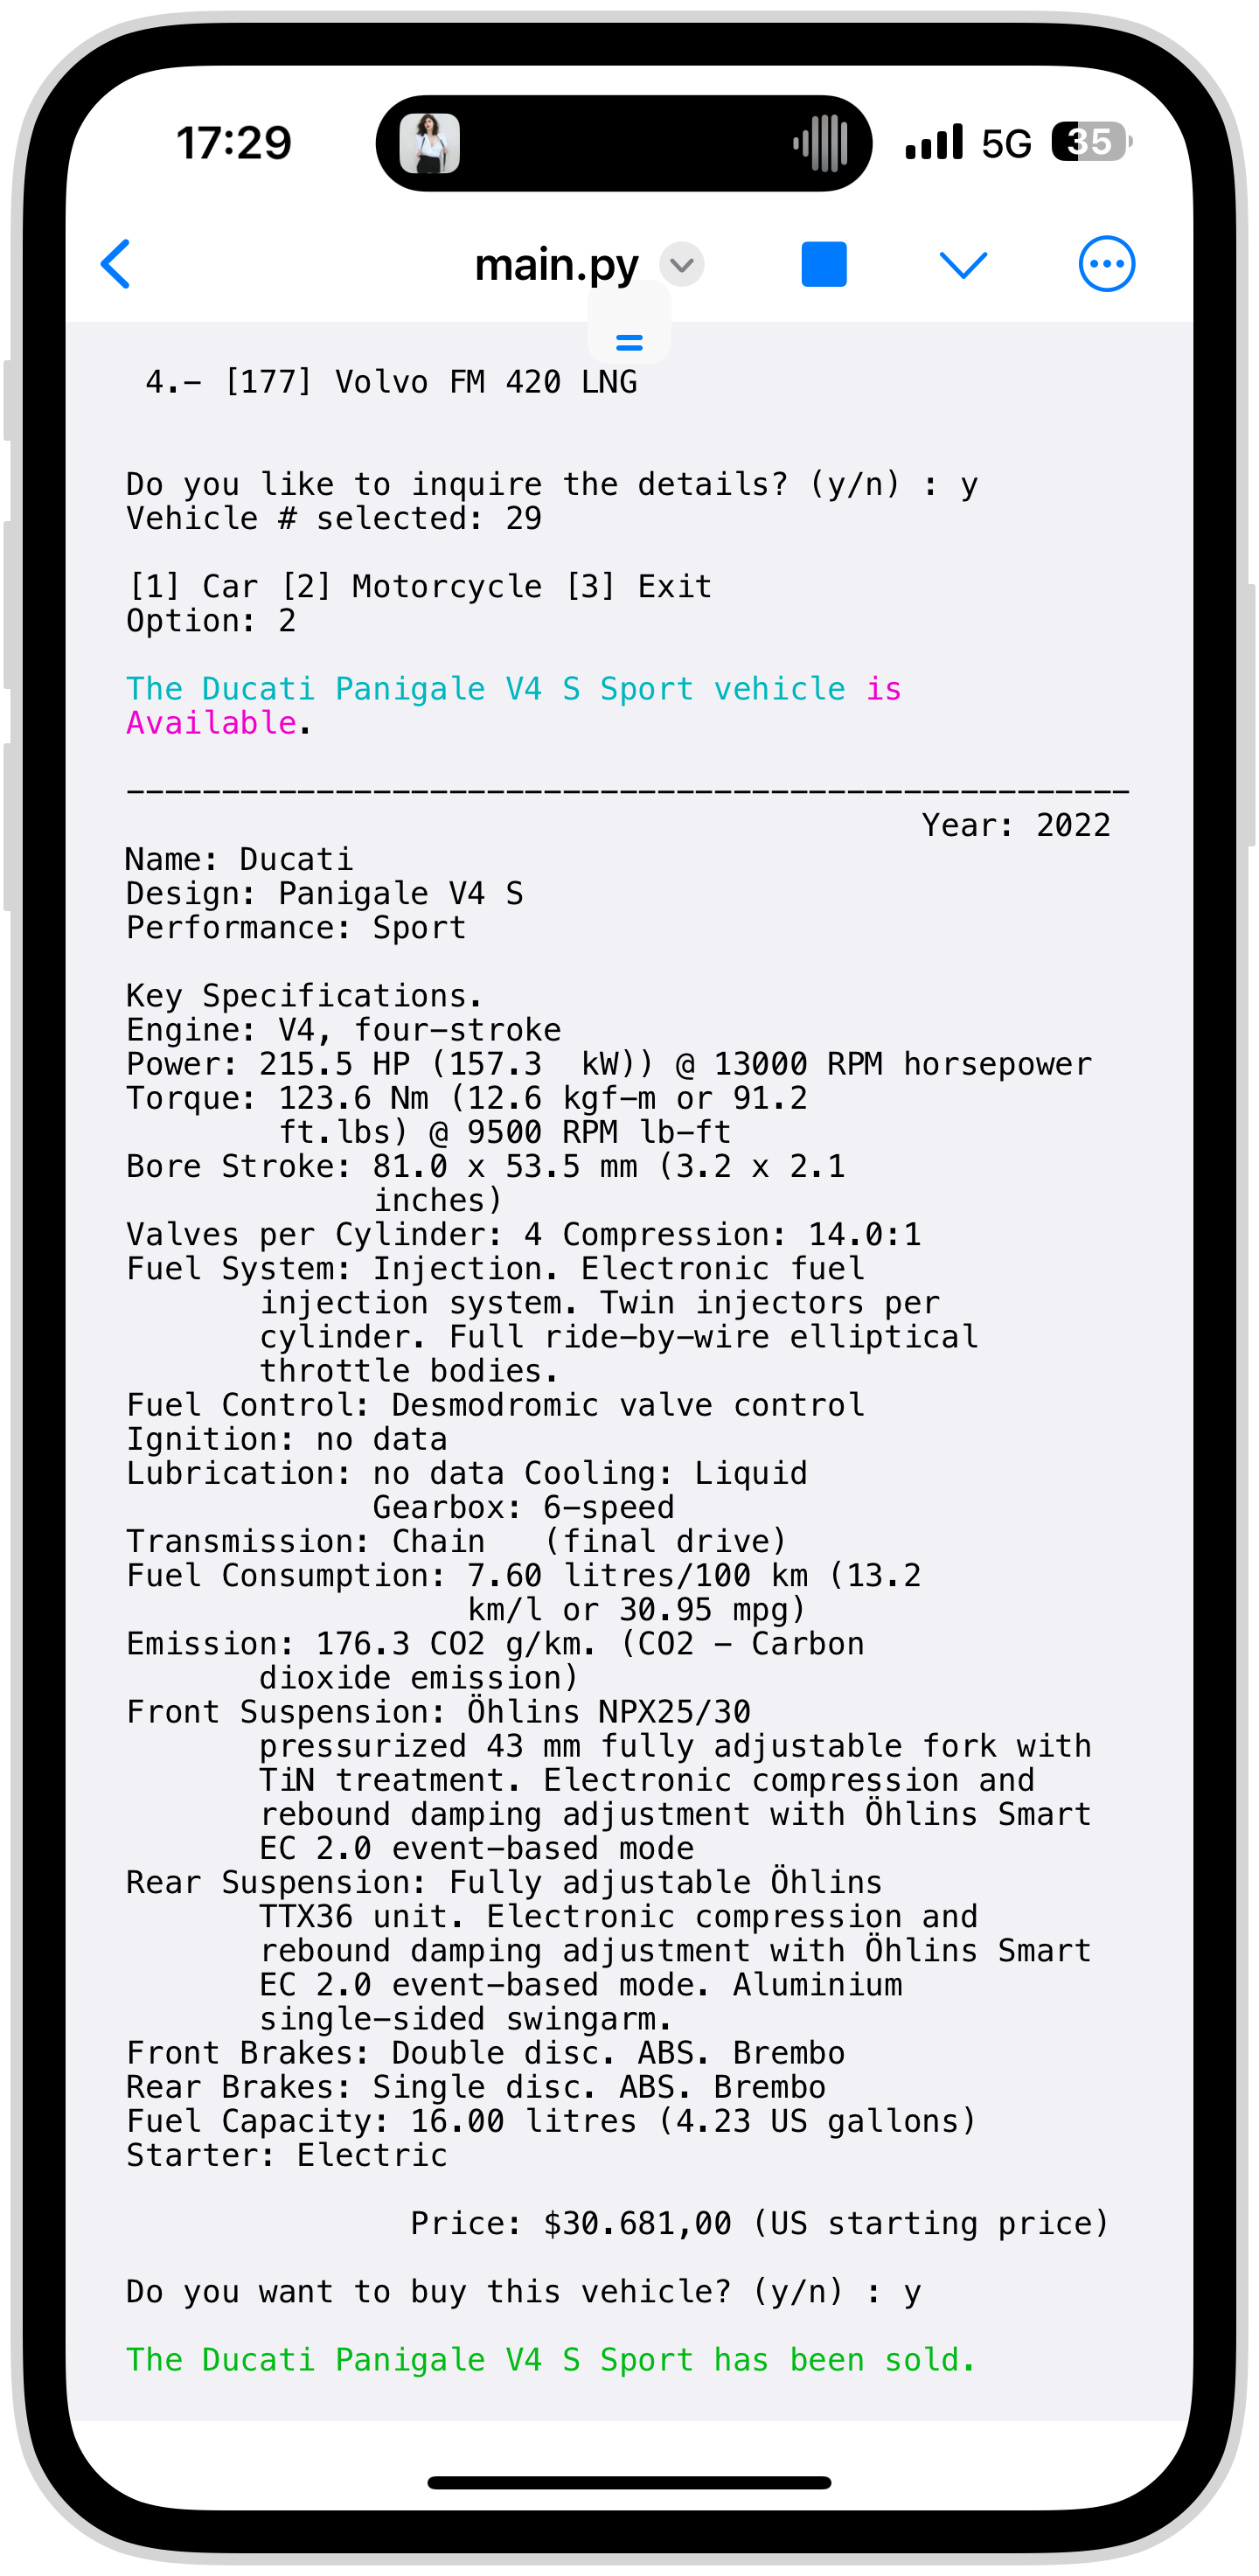 17:29
5G
35
main.py
4.- [177] Volvo FM 420 LNG
Do you like to inquire the details? (y/n) : y
Vehicle # selected: 29
[1] Car [2] Motorcycle [3] Exit
Option: 2
The Ducati Panigale V4 S Sport vehicle is
Available.
-----------------------------------------------------
Year: 2022
Name: Ducati
Design: Panigale V4 S
Performance: Sport
Key Specifications.
Engine: V4, four-stroke
Power: 215.5 HP (157.3  kW)) @ 13000 RPM horsepower
Torque: 123.6 Nm (12.6 kgf-m or 91.2
ft.lbs) @ 9500 RPM lb-ft
Bore Stroke: 81.0 x 53.5 mm (3.2 x 2.1
inches)
Valves per Cylinder: 4 Compression: 14.0:1
Fuel System: Injection. Electronic fuel
injection system. Twin injectors per
cylinder. Full ride-by-wire elliptical
throttle bodies.
Fuel Control: Desmodromic valve control
Ignition: no data
Lubrication: no data Cooling: Liquid
Gearbox: 6-speed
Transmission: Chain   (final drive)
Fuel Consumption: 7.60 litres/100 km (13.2
km/l or 30.95 mpg)
Emission: 176.3 CO2 g/km. (CO2 - Carbon
dioxide emission)
Front Suspension: Öhlins NPX25/30
pressurized 43 mm fully adjustable fork with
TiN treatment. Electronic compression and
rebound damping adjustment with Öhlins Smart
EC 2.0 event-based mode
Rear Suspension: Fully adjustable Öhlins
TTX36 unit. Electronic compression and
rebound damping adjustment with Öhlins Smart
EC 2.0 event-based mode. Aluminium
single-sided swingarm.
Front Brakes: Double disc. ABS. Brembo
Rear Brakes: Single disc. ABS. Brembo
Fuel Capacity: 16.00 litres (4.23 US gallons)
Starter: Electric
Price: $30.681,00 (US starting price)
Do you want to buy this vehicle? (y/n) : y
The Ducati Panigale V4 S Sport has been sold.